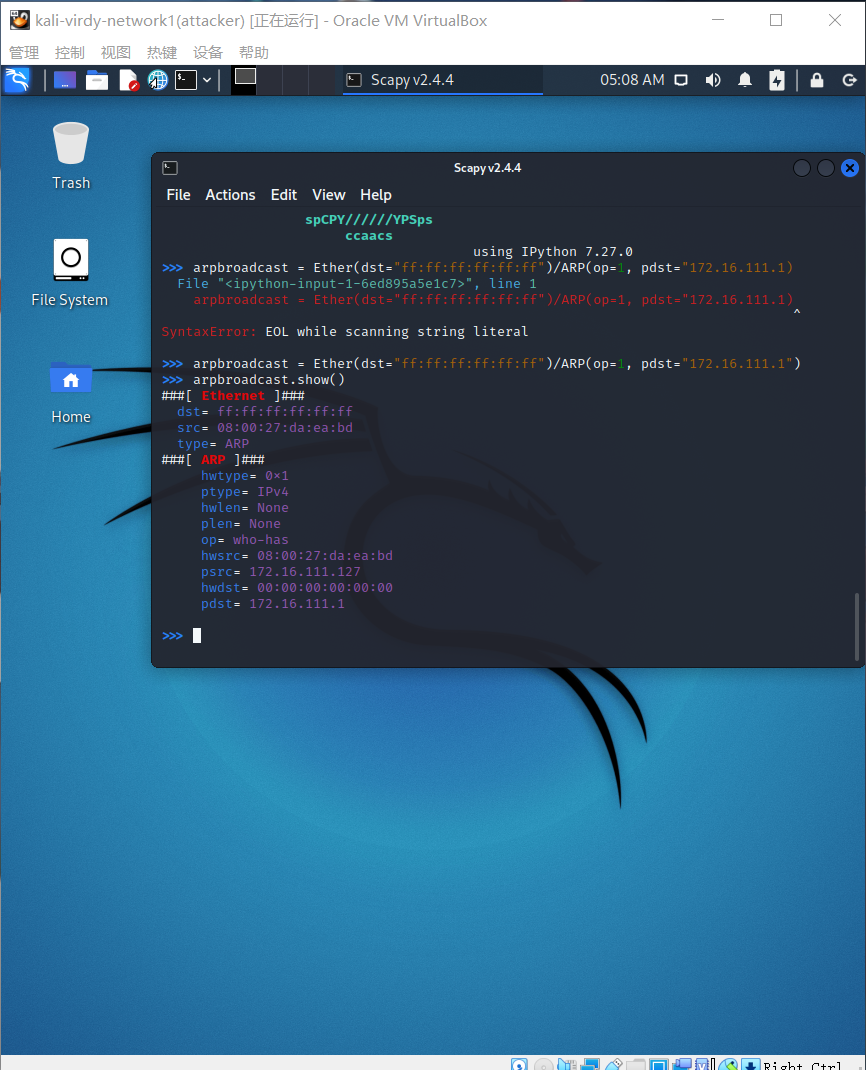 kali-virdy-network1(attacker) [正在运行] - Oracle VM VirtualBox
管理 控制 视图 热键 设备 帮助
Scapy v2.4.4 05:08 AM
Trash
File System
Home
Scapy v2.4.4
File Actions Edit View Help
spCPY//////YPSps
ccaacs
using IPython 7.27.0
>>> arpbroadcast = Ether(dst="ff:ff:ff:ff:ff:ff")/ARP(op=1, pdst="172.16.111.1)
File "<ipython-input-1-6ed895a5e1c7>", line 1
arpbroadcast = Ether(dst="ff:ff:ff:ff:ff:ff")/ARP(op=1, pdst="172.16.111.1)
^
SyntaxError: EOL while scanning string literal
>>> arpbroadcast = Ether(dst="ff:ff:ff:ff:ff:ff")/ARP(op=1, pdst="172.16.111.1")
>>> arpbroadcast.show()
###[ Ethernet ]###
dst= ff:ff:ff:ff:ff:ff
src= 08:00:27:da:ea:bd
type= ARP
###[ ARP ]###
hwtype= 0×1
ptype= IPv4
hwlen= None
plen= None
op= who-has
hwsrc= 08:00:27:da:ea:bd
psrc= 172.16.111.127
hwdst= 00:00:00:00:00:00
pdst= 172.16.111.1
>>>
Right Ctrl